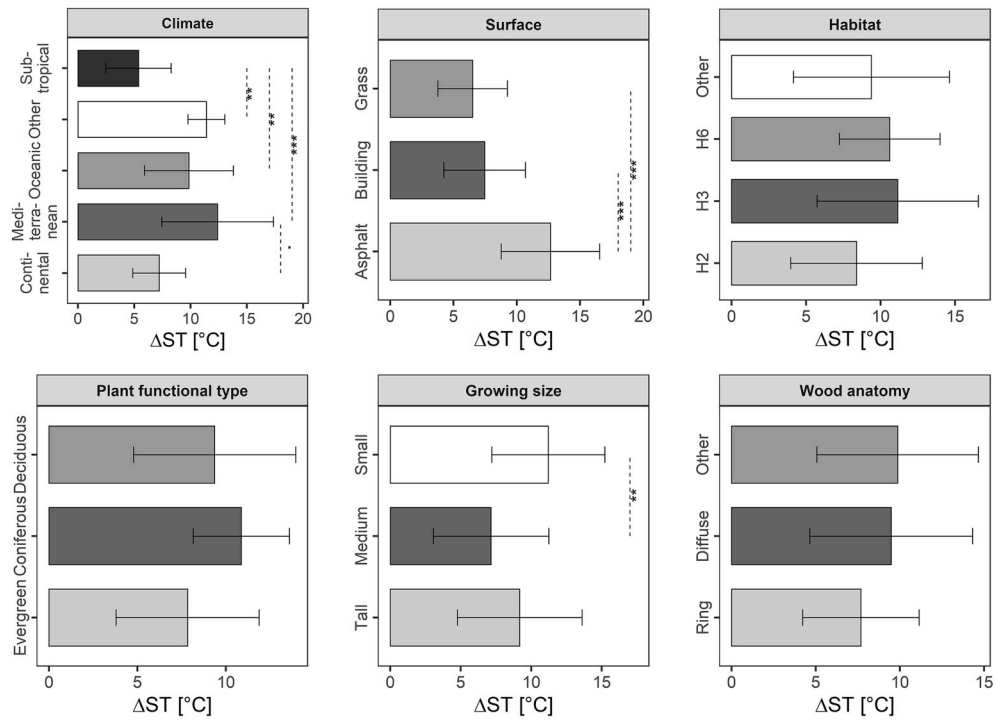 Climate
Sub-
tropical
Other
Oceanic
Medi-
terra-
nean
Conti-
nental
**
**
***
.
0 5 10 15 20
ΔST [°C]
Surface
Grass
Building
Asphalt
***
***
0 5 10 15 20
ΔST [°C]
Habitat
Other
H6
H3
H2
0 5 10 15
ΔST [°C]
Plant functional type
Deciduous
Coniferous
Evergreen
0 5 10
ΔST [°C]
Growing size
Small
Medium
Tall
**
0 5 10 15
ΔST [°C]
Wood anatomy
Other
Diffuse
Ring
0 5 10 15
ΔST [°C]